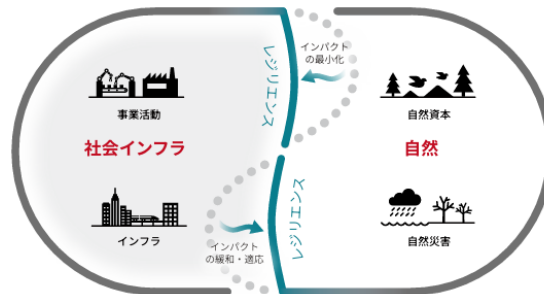 レジリエンス
インパクト
の最小化
事業活動
自然資本
社会インフラ
自然
レジリエンス
インフラ
インパクト
の緩和・適応
自然災害